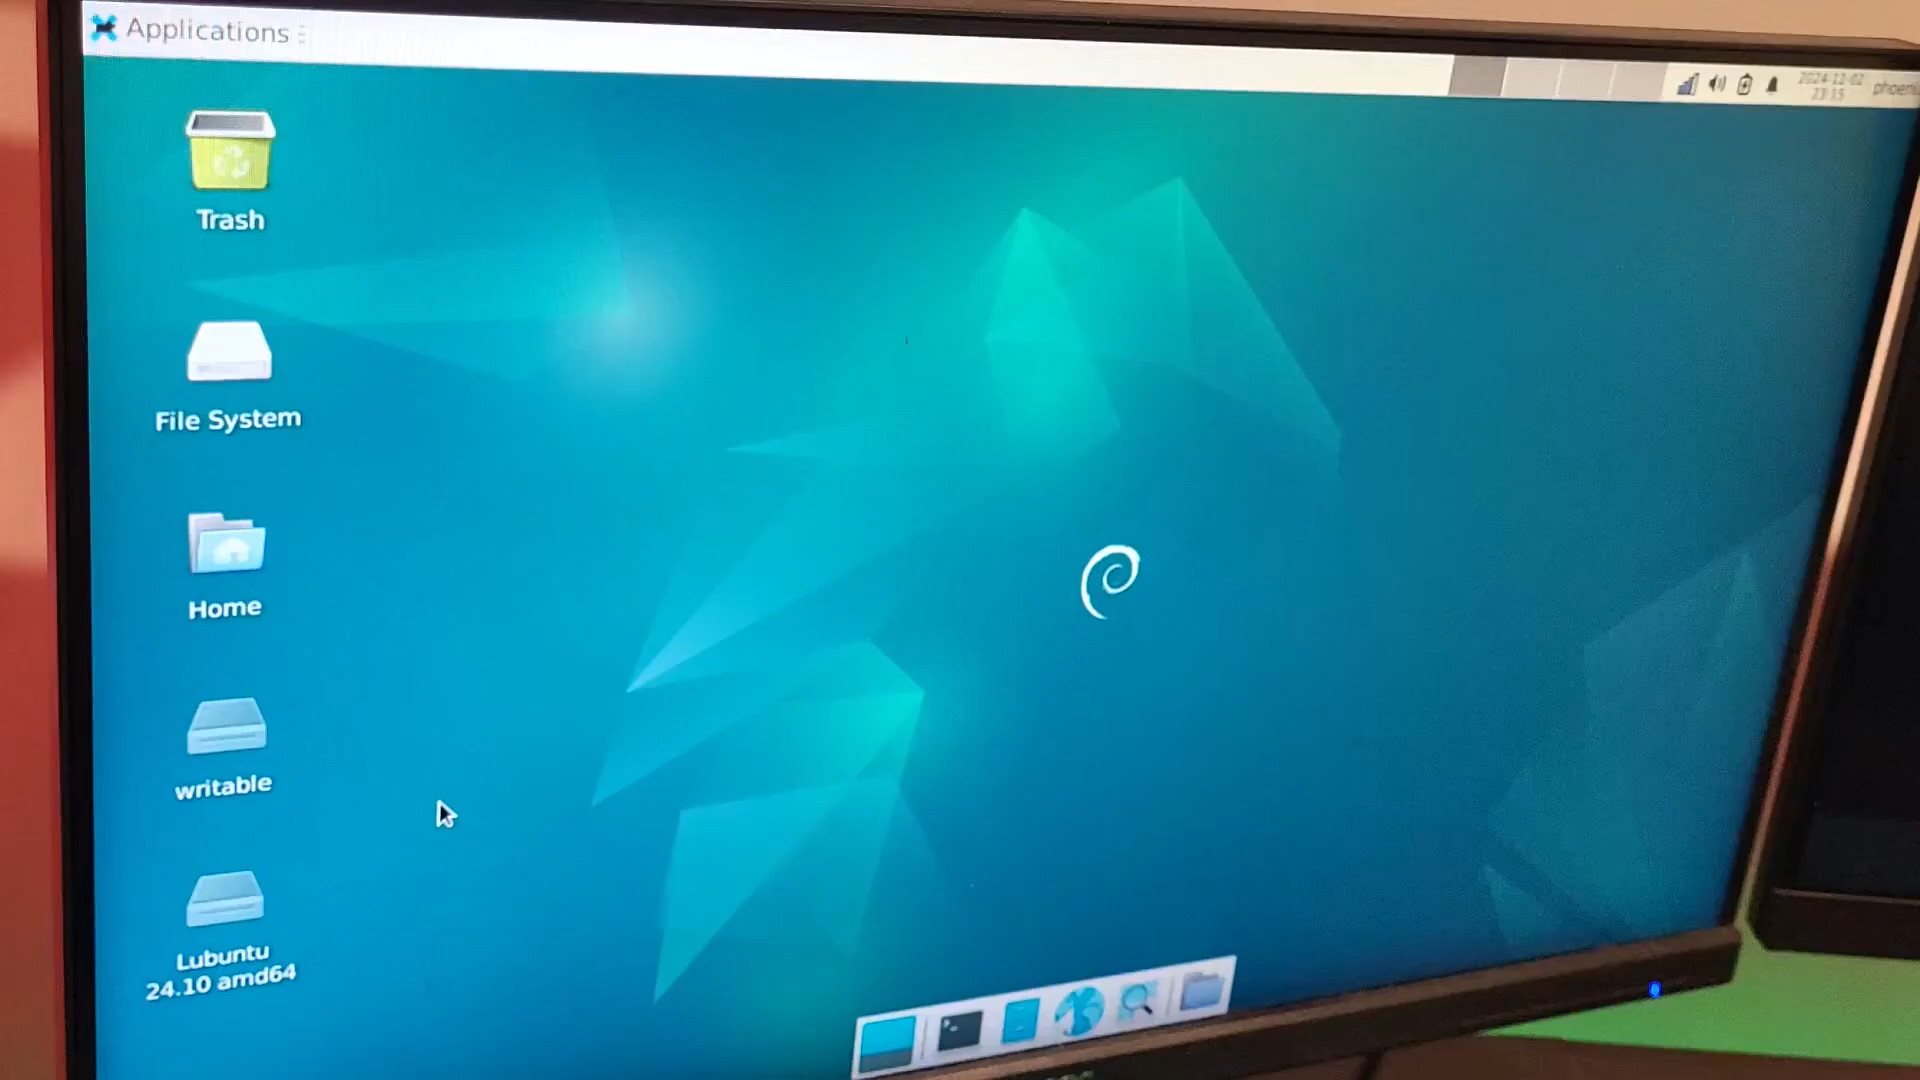 Applications
2024-12-02
23:15
Trash
File System
Home
writable
Lubuntu
24.10 amd64